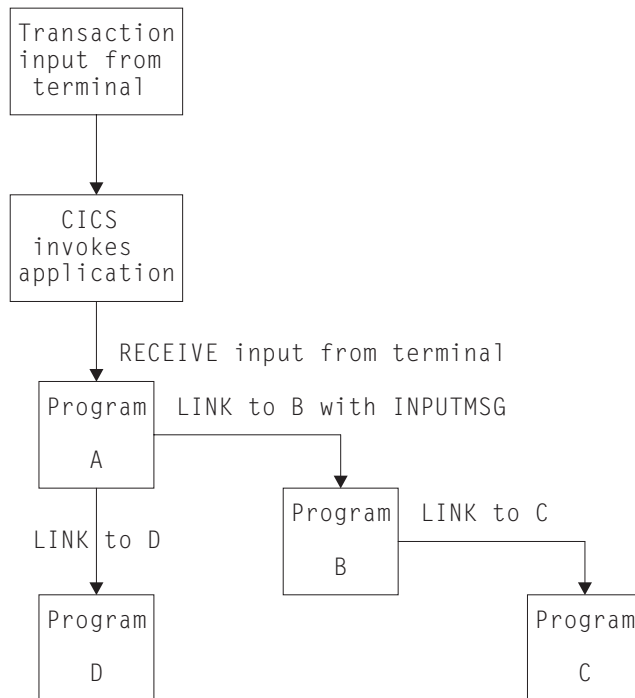 Transaction
input from
terminal
CICS
invokes
application
RECEIVE input from terminal
Program
A
LINK to B with INPUTMSG
Program
B
LINK to C
LINK to D
Program
D
Program
C